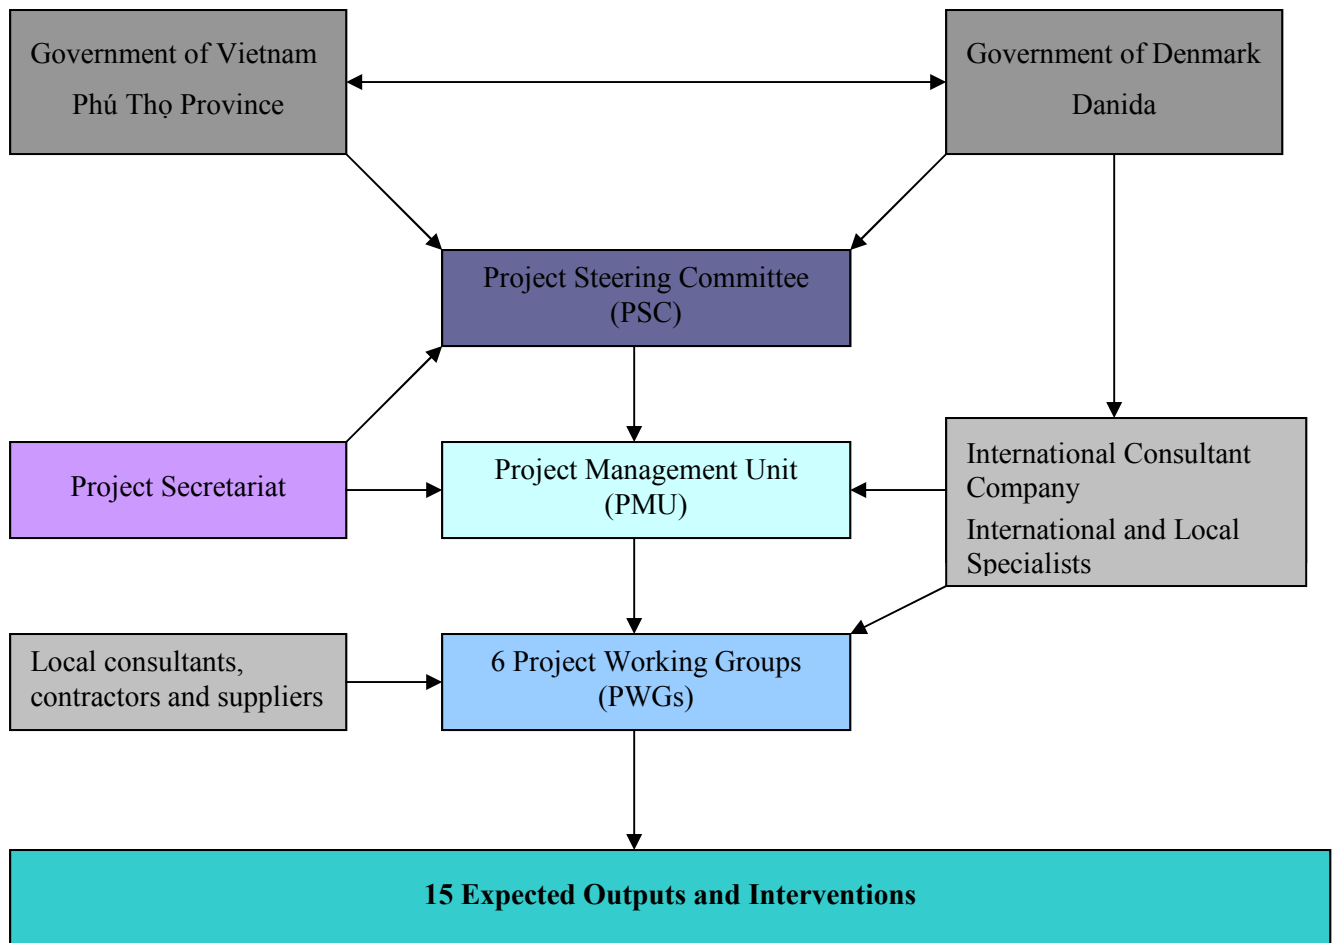 Government of Vietnam
Phú Thọ Province
Government of Denmark
Danida
Project Steering Committee
(PSC)
Project Secretariat
Project Management Unit
(PMU)
International Consultant
Company
International and Local
Specialists
Local consultants,
contractors and suppliers
6 Project Working Groups
(PWGs)
15 Expected Outputs and Interventions